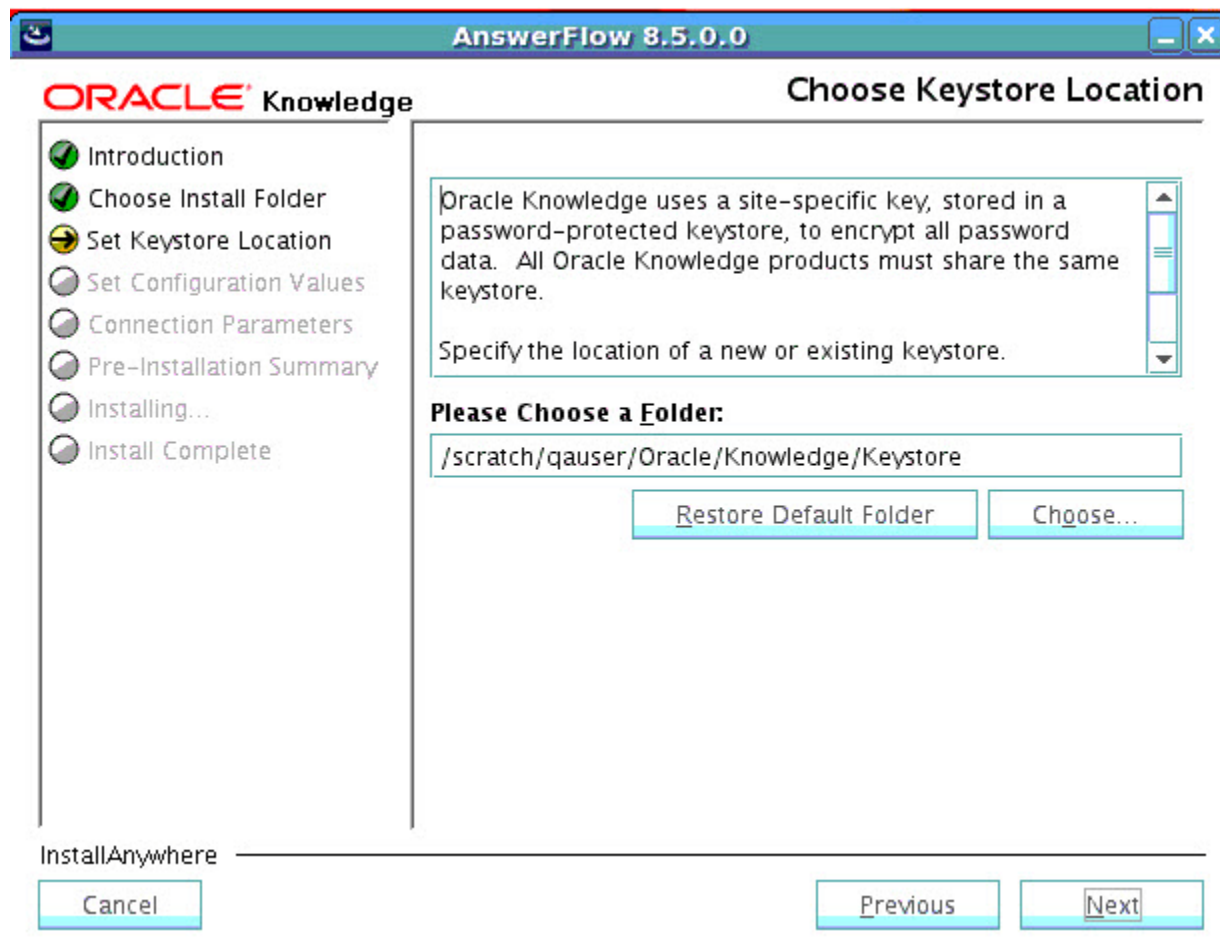 AnswerFlow 8.5.0.0
ORACLE Knowledge
Choose Keystore Location
Introduction
Choose Install Folder
Set Keystore Location
Set Configuration Values
Connection Parameters
Pre-Installation Summary
Installing...
Install Complete
Oracle Knowledge uses a site-specific key, stored in a
password-protected keystore, to encrypt all password
data.  All Oracle Knowledge products must share the same
keystore.
Specify the location of a new or existing keystore.
Please Choose a Folder:
/scratch/qauser/Oracle/Knowledge/Keystore
Restore Default Folder
Choose...
InstallAnywhere
Cancel
Previous
Next